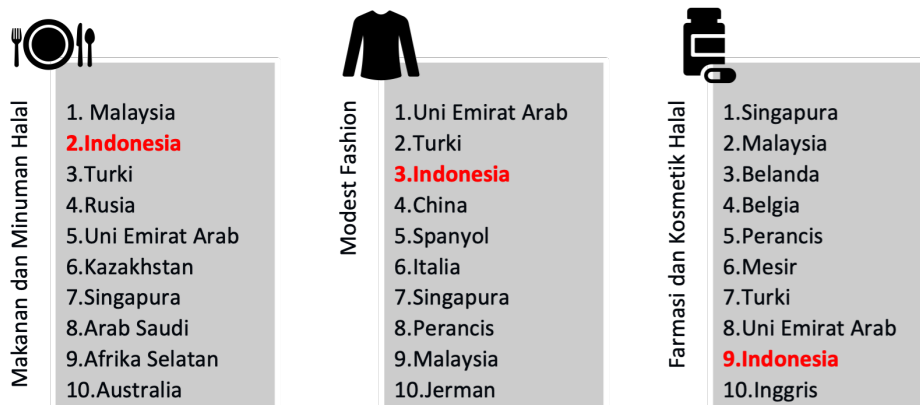 Makanan dan Minuman Halal
1. Malaysia
2.Indonesia
3.Turki
4.Rusia
5.Uni Emirat Arab
6.Kazakhstan
7.Singapura
8.Arab Saudi
9.Afrika Selatan
10.Australia
Modest Fashion
1.Uni Emirat Arab
2.Turki
3.Indonesia
4.China
5.Spanyol
6.Italia
7.Singapura
8.Perancis
9.Malaysia
10.Jerman
Farmasi dan Kosmetik Halal
1.Singapura
2.Malaysia
3.Belanda
4.Belgia
5.Perancis
6.Mesir
7.Turki
8.Uni Emirat Arab
9.Indonesia
10.Inggris